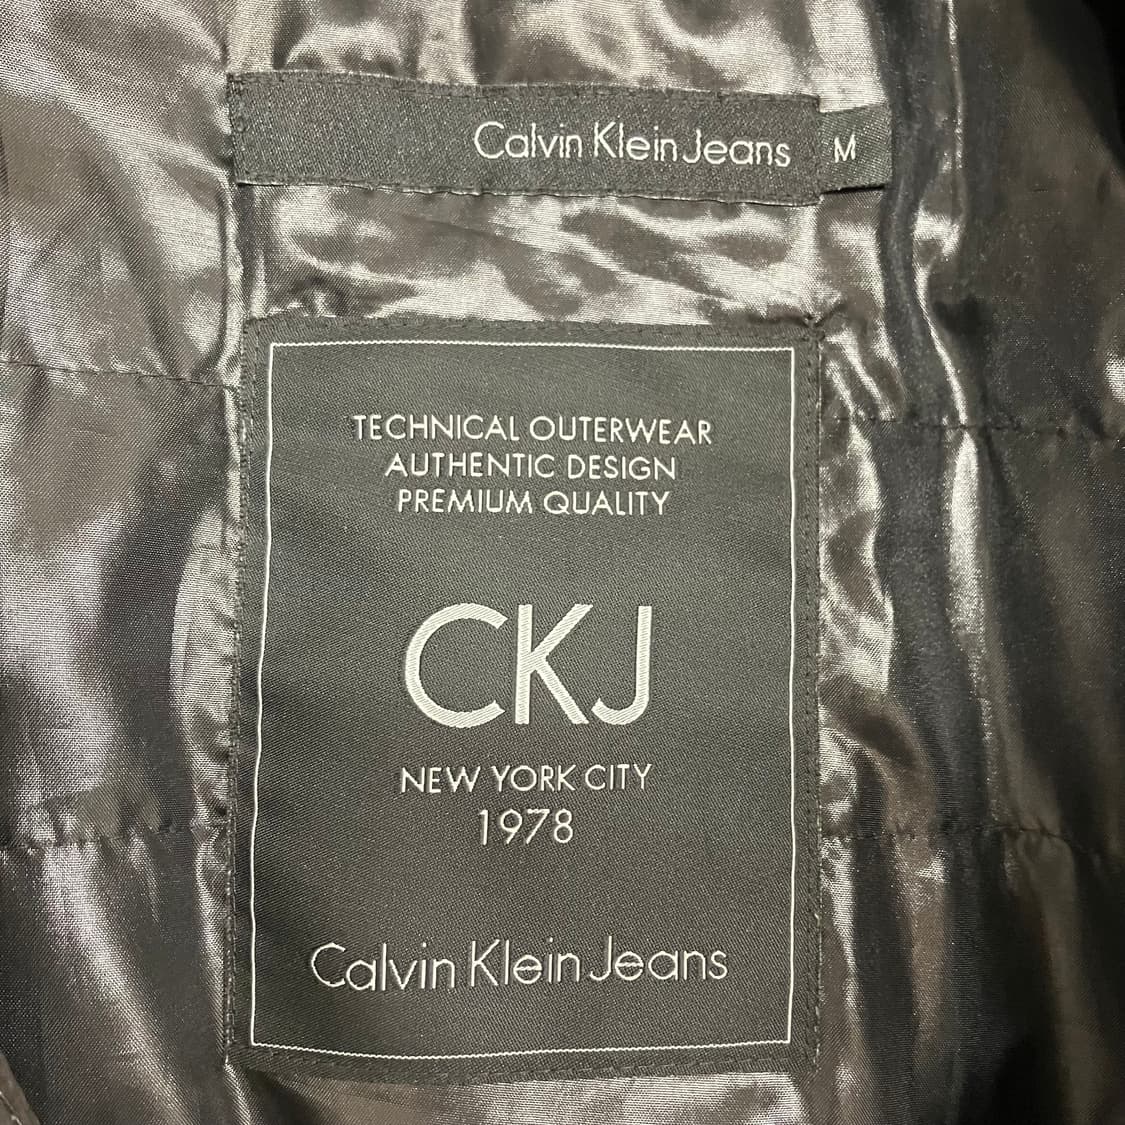 Calvin Klein Jeans M
TECHNICAL OUTERWEAR
AUTHENTIC DESIGN
PREMIUM QUALITY
CKJ
NEW YORK CITY
1978
Calvin Klein Jeans